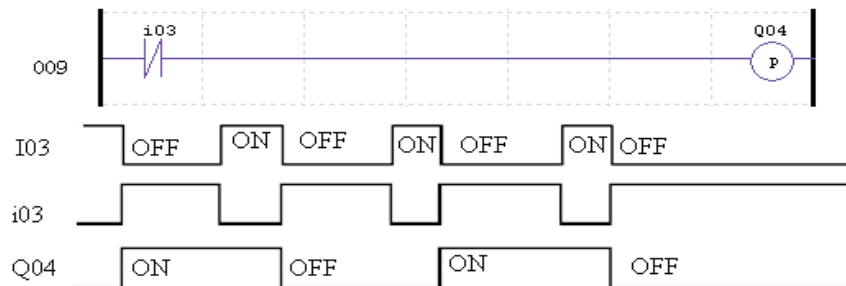 i03 Q04
009 P
I03 OFF ON OFF ON OFF ON OFF
i03
Q04 ON OFF ON OFF